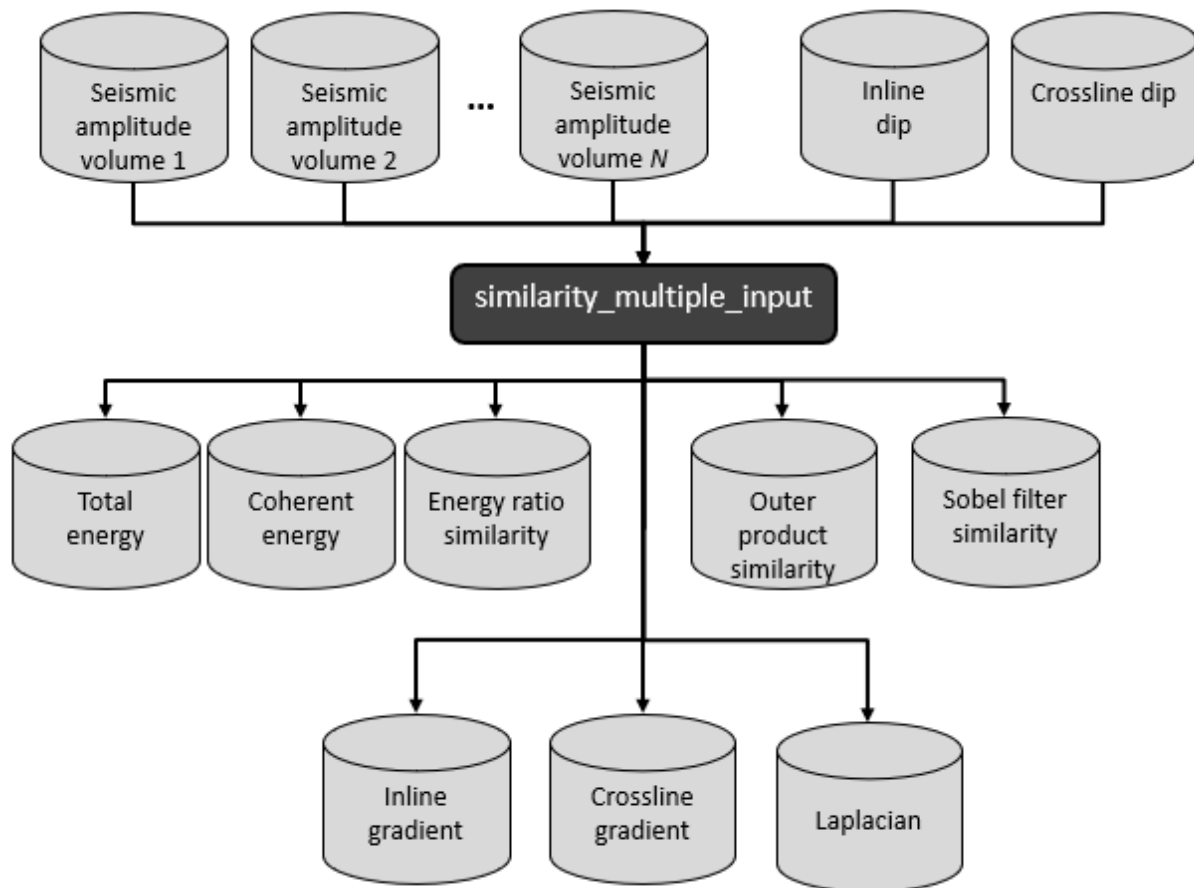 Seismic
amplitude
volume 1
Seismic
amplitude
volume 2
...
Seismic
amplitude
volume N
Inline
dip
Crossline dip
similarity_multiple_input
Total
energy
Coherent
energy
Energy ratio
similarity
Outer
product
similarity
Sobel filter
similarity
Inline
gradient
Crossline
gradient
Laplacian